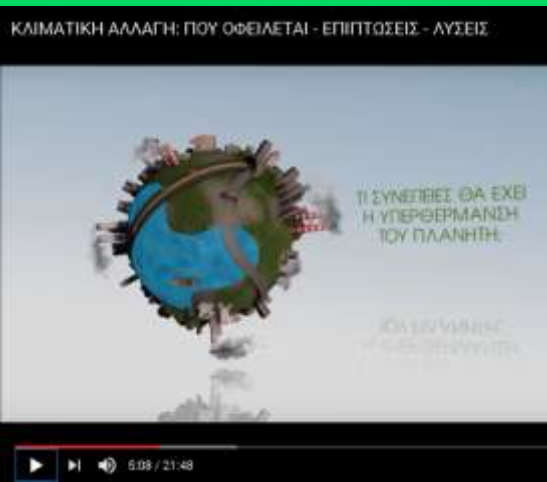 ΚΛΙΜΑΤΙΚΗ ΑΛΛΑΓΗ: ΠΟΥ ΟΦΕΙΛΕΤΑΙ - ΕΠΙΠΤΩΣΕΙΣ - ΛΥΣΕΙΣ
ΤΙ ΣΥΝΕΠΕΙΕΣ ΘΑ ΕΧΕΙ
Η ΥΠΕΡΘΕΡΜΑΝΣΗ
ΤΟΥ ΠΛΑΝΗΤΗ;
5:08 / 21:48